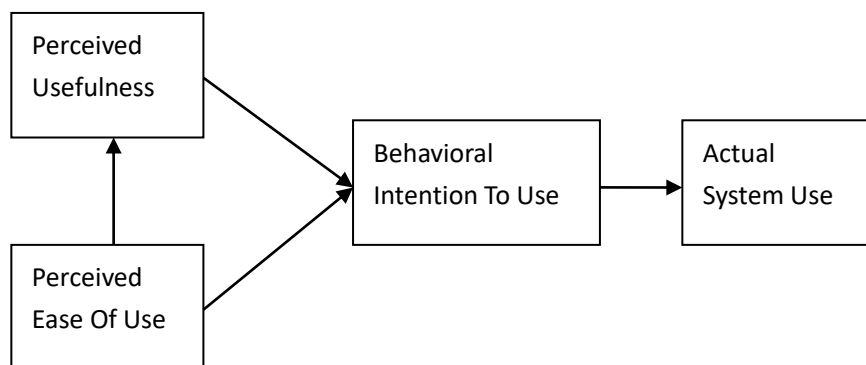 Perceived
Usefulness
Behavioral
Intention To Use
Actual
System Use
Perceived
Ease Of Use